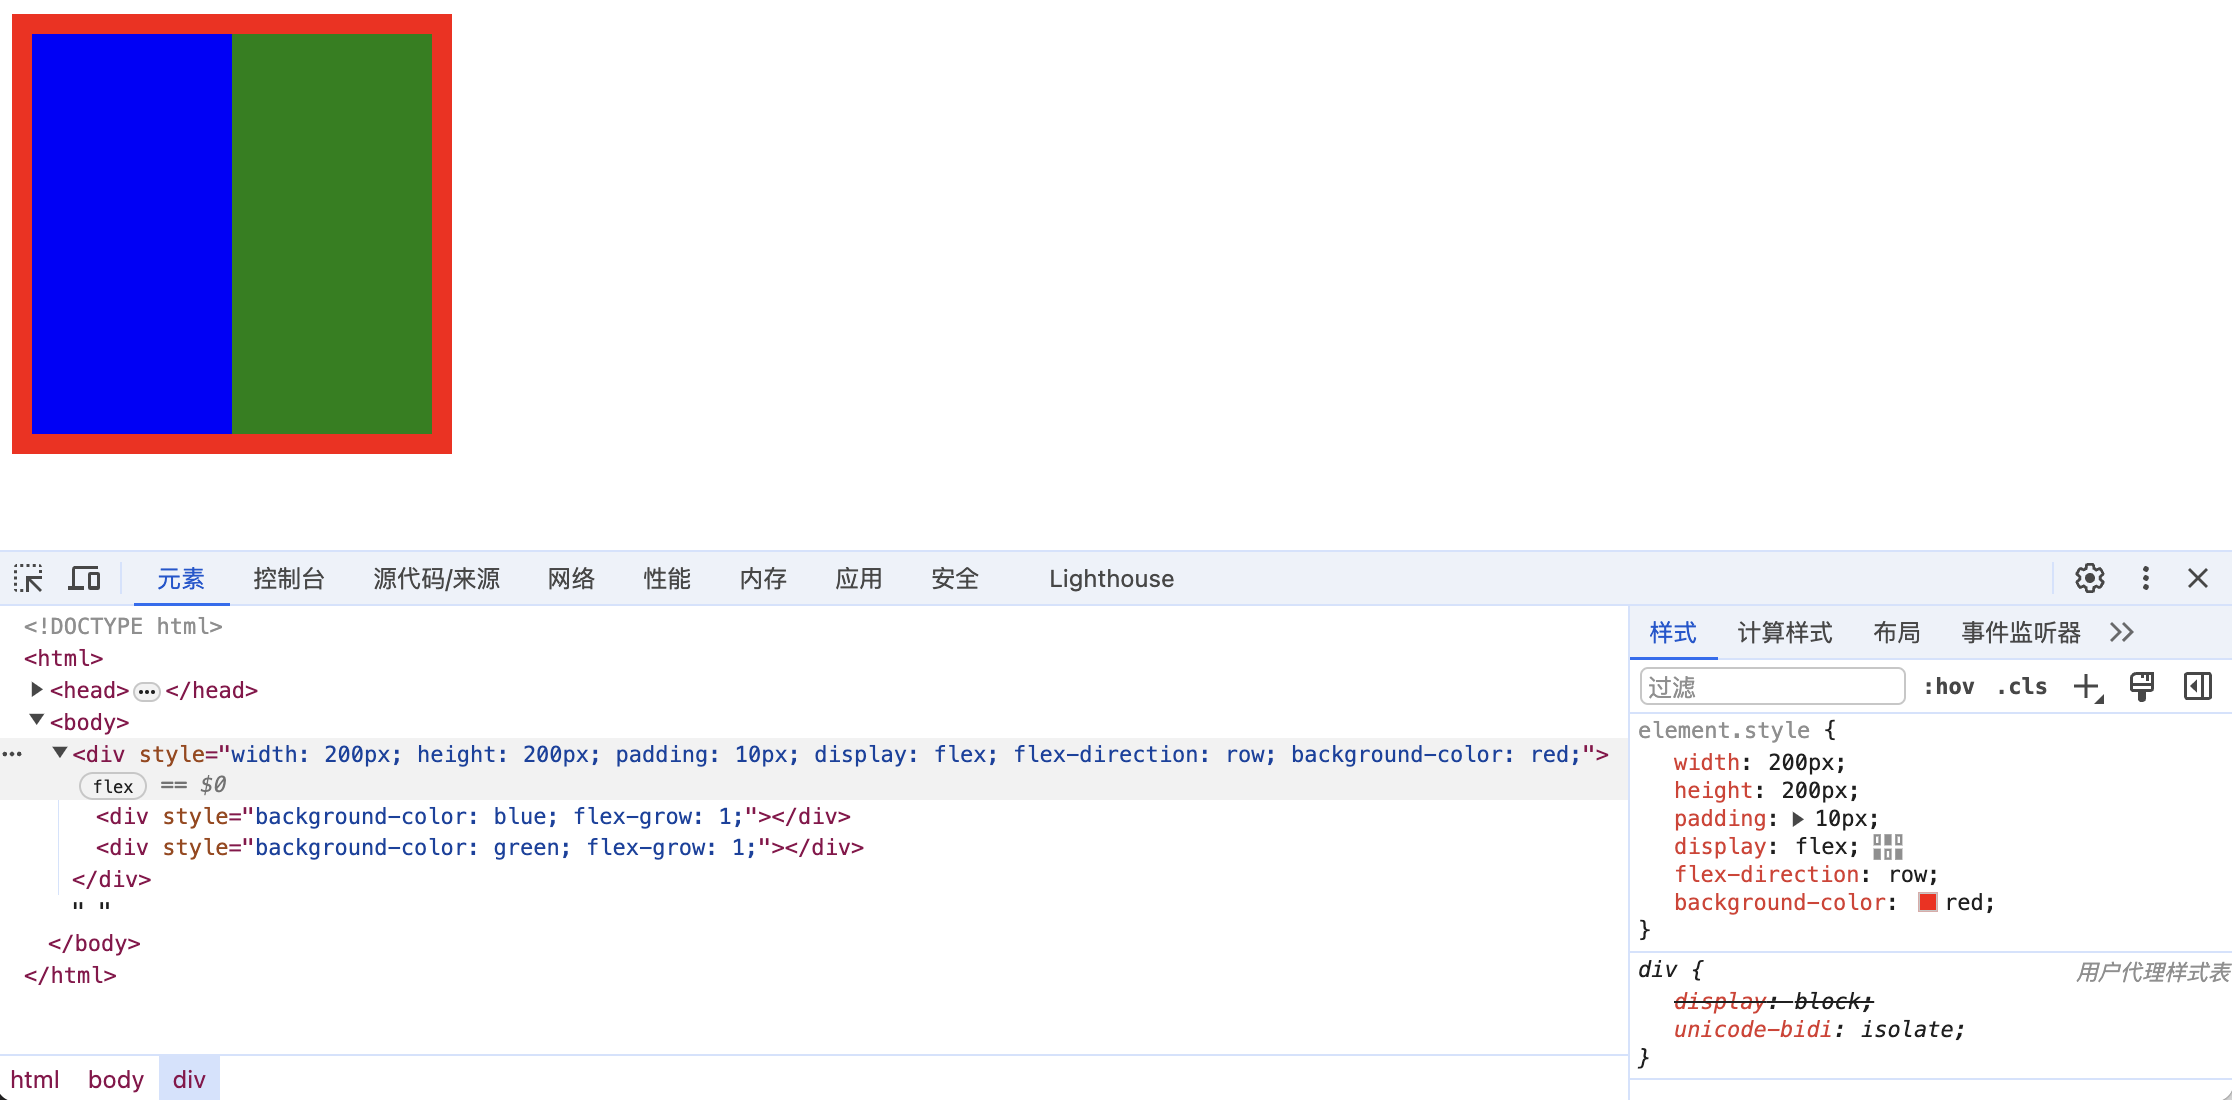 元素 控制台 源代码/来源 网络 性能 内存 应用 安全 Lighthouse
<!DOCTYPE html>
<html>
<head>…</head>
<body>
<div style="width: 200px; height: 200px; padding: 10px; display: flex; flex-direction: row; background-color: red;">
flex == $0
<div style="background-color: blue; flex-grow: 1;"></div>
<div style="background-color: green; flex-grow: 1;"></div>
</div>
" "
</body>
</html>
html body div
样式 计算样式 布局 事件监听器
过滤 :hov .cls
element.style {
width: 200px;
height: 200px;
padding: 10px;
display: flex;
flex-direction: row;
background-color: red;
}
div { 用户代理样式表
display: block;
unicode-bidi: isolate;
}